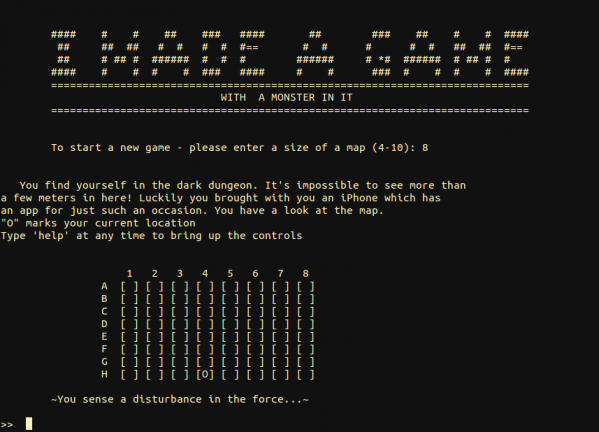 I MADE A GAME
================================================================================
WITH  A MONSTER IN IT
================================================================================
To start a new game - please enter a size of a map (4-10): 8
You find yourself in the dark dungeon. It's impossible to see more than
a few meters in here! Luckily you brought with you an iPhone which has
an app for just such an occasion. You have a look at the map.
"O" marks your current location
Type 'help' at any time to bring up the controls
1 2 3 4 5 6 7 8
A [ ] [ ] [ ] [ ] [ ] [ ] [ ] [ ]
B [ ] [ ] [ ] [ ] [ ] [ ] [ ] [ ]
C [ ] [ ] [ ] [ ] [ ] [ ] [ ] [ ]
D [ ] [ ] [ ] [ ] [ ] [ ] [ ] [ ]
E [ ] [ ] [ ] [ ] [ ] [ ] [ ] [ ]
F [ ] [ ] [ ] [ ] [ ] [ ] [ ] [ ]
G [ ] [ ] [ ] [ ] [ ] [ ] [ ] [ ]
H [ ] [ ] [ ] [O] [ ] [ ] [ ] [ ]
~You sense a disturbance in the force...~
>>